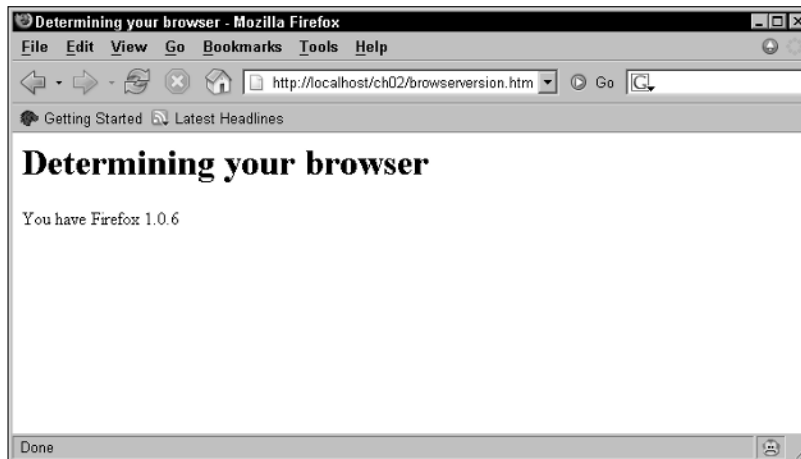 Determining your browser - Mozilla Firefox
File Edit View Go Bookmarks Tools Help
http://localhost/ch02/browserversion.htm Go G
Getting Started Latest Headlines
Determining your browser
You have Firefox 1.0.6
Done